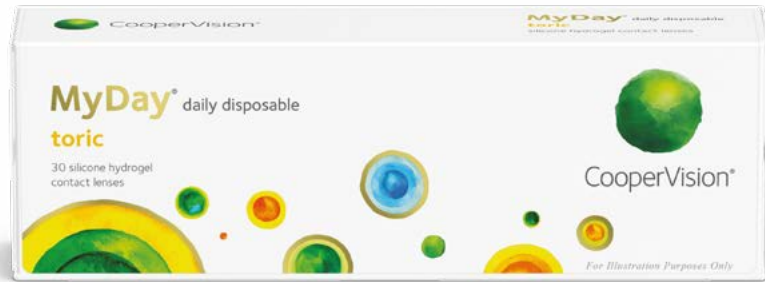 CooperVision®
MyDay® daily disposable
toric
silicone hydrogel contact lenses
MyDay® daily disposable
toric
30 silicone hydrogel
contact lenses
CooperVision®
For Illustration Purposes Only